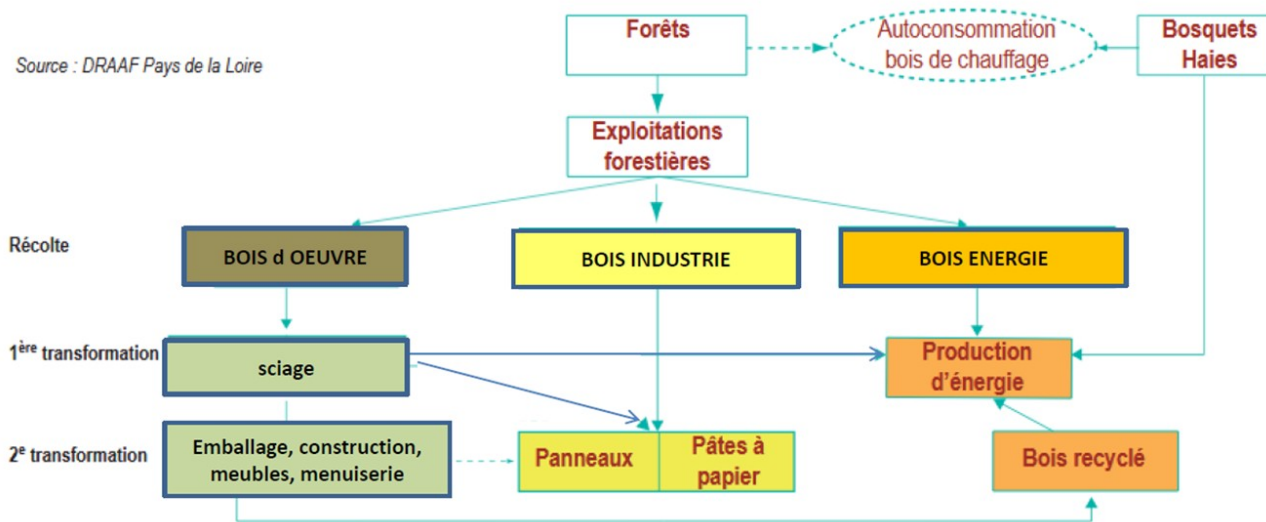 Forêts
Autoconsommation
bois de chauffage
Bosquets
Haies
Source : DRAAF Pays de la Loire
Exploitations
forestières
Récolte
BOIS d OEUVRE
BOIS INDUSTRIE
BOIS ENERGIE
1ère transformation
sciage
Production
d'énergie
2e transformation
Emballage, construction,
meubles, menuiserie
Panneaux
Pâtes à
papier
Bois recyclé